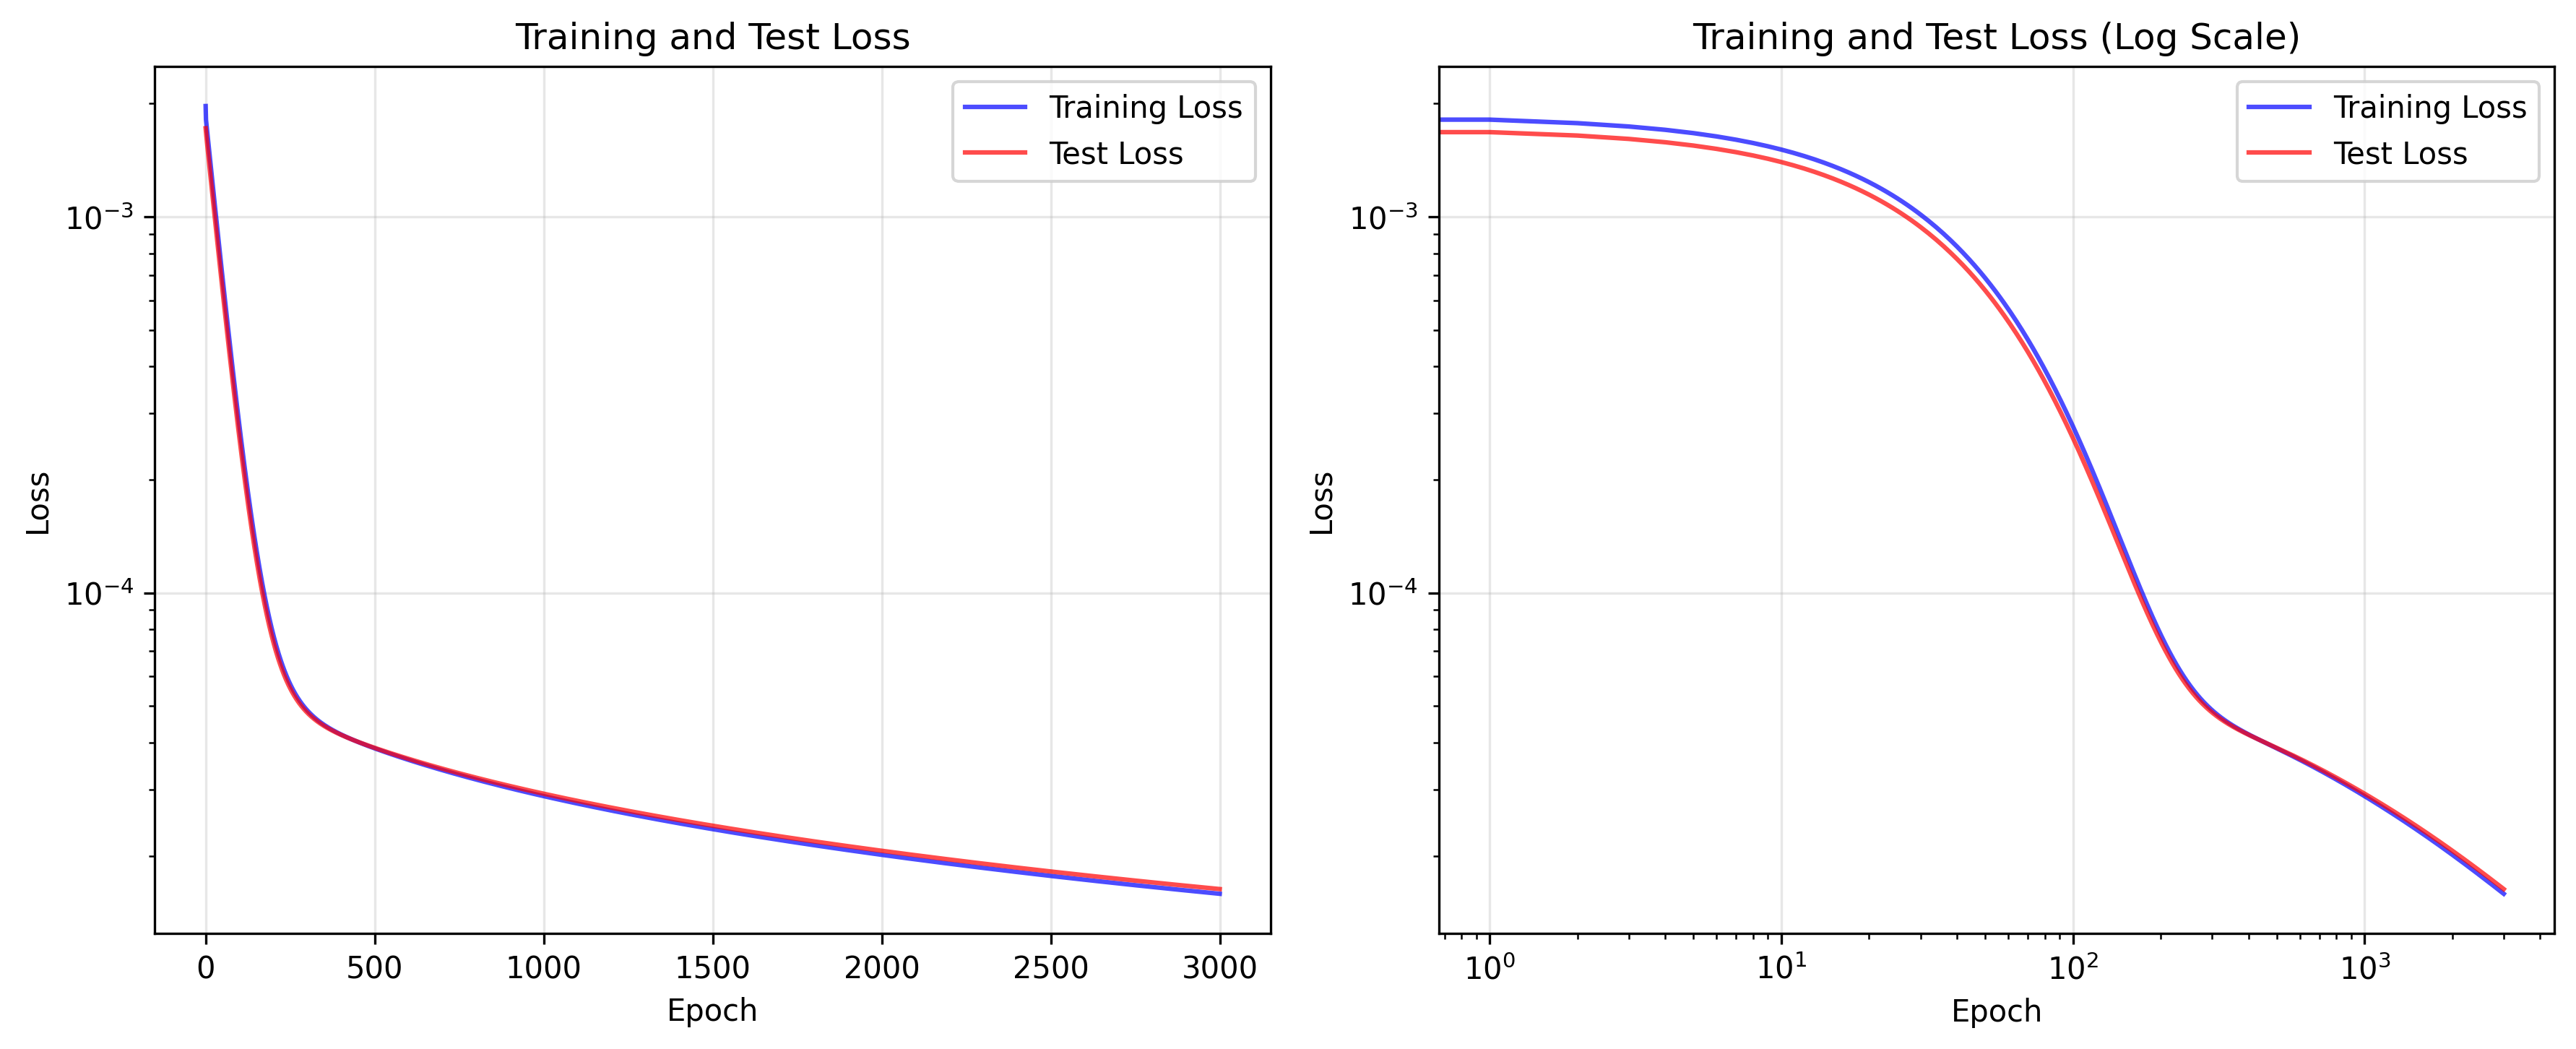 Training and Test Loss
Training Loss
Test Loss
10⁻³
10⁻⁴
Loss
0 500 1000 1500 2000 2500 3000
Epoch
Training and Test Loss (Log Scale)
Training Loss
Test Loss
10⁻³
10⁻⁴
Loss
10⁰ 10¹ 10² 10³
Epoch